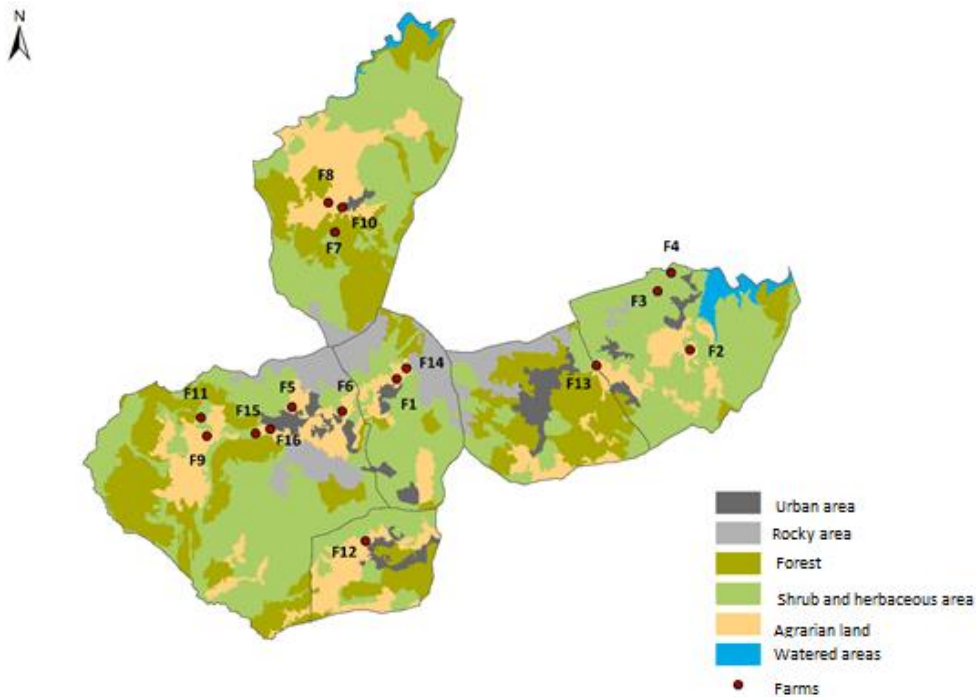 N
F8
F10
F7
F4
F3
F2
F14
F13
F1
F6
F5
F11
F15
F16
F9
F12
Urban area
Rocky area
Forest
Shrub and herbaceous area
Agrarian land
Watered areas
Farms